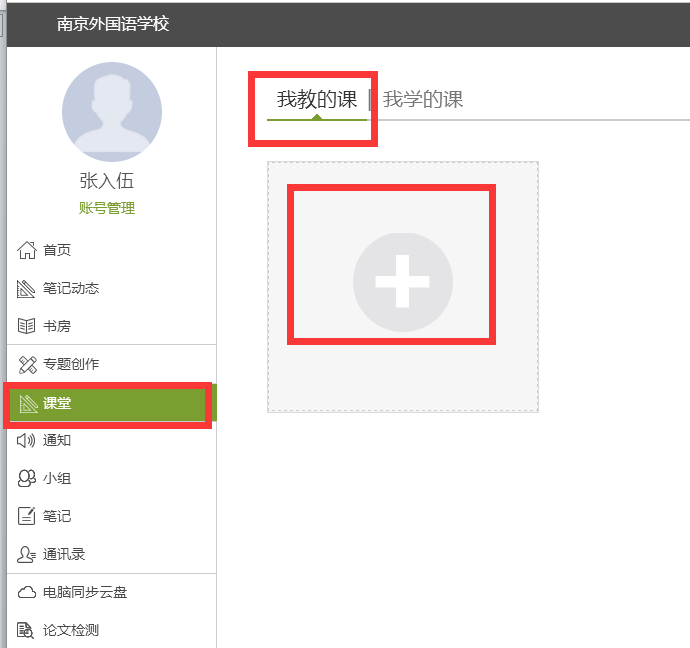 南京外国语学校
张入伍
账号管理
首页
笔记动态
书房
专题创作
课堂
通知
小组
笔记
通讯录
电脑同步云盘
论文检测
我教的课 | 我学的课